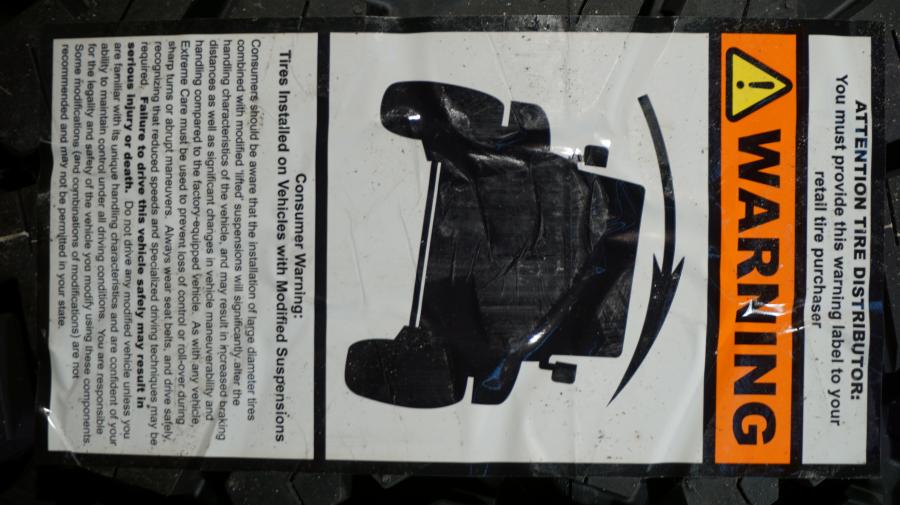 ATTENTION TIRE DISTRIBUTOR:
You must provide this warning label to your
retail tire purchaser
WARNING
Consumer Warning:
Tires Installed on Vehicles with Modified Suspensions
Consumers should be aware that the installation of large diameter tires
combined with modified 'lifted' suspensions will significantly alter the
handling characteristics of the vehicle, and may result in increased braking
distances as well as significant changes in vehicle maneuverability and
handling compared to the factory-equipped vehicle. As with any vehicle,
Extreme Care must be used to prevent loss of control or roll-over during
sharp turns or abrupt maneuvers. Always wear seat belts, and drive safely,
recognizing that reduced speeds and specialized driving techniques may be
required. Failure to drive this vehicle safely may result in
serious injury or death. Do not drive any modified vehicle unless you
are familiar with its unique handling characteristics and are confident of your
ability to maintain control under all driving conditions. You are responsible
for the legality and safety of the vehicle you modify using these components.
Some modifications (and combinations of modifications) are not
recommended and may not be permitted in your state.